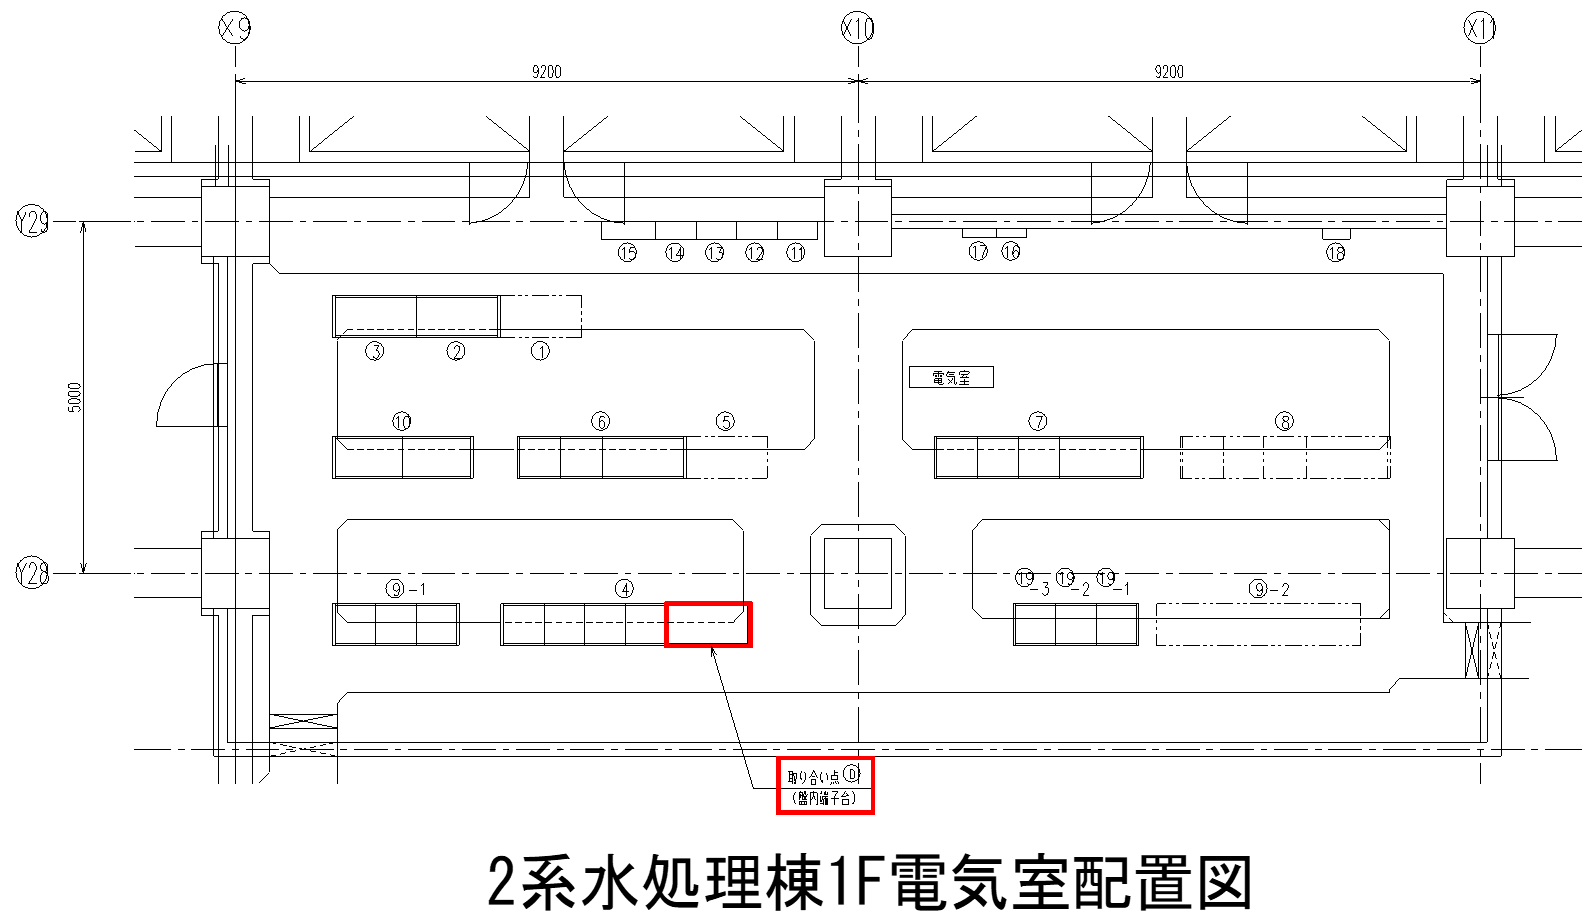 X9 X10 X11
9200 9200
Y29
⑮ ⑭ ⑬ ⑫ ⑪ ⑰ ⑯ ⑱
③ ② ①
電気室
5000
⑩ ⑥ ⑤ ⑦ ⑧
Y28
⑨-1 ④ ⑲-3 ⑲-2 ⑲-1 ⑨-2
取り合い点Ⓓ
(盤内端子台)
2系水処理棟1F電気室配置図